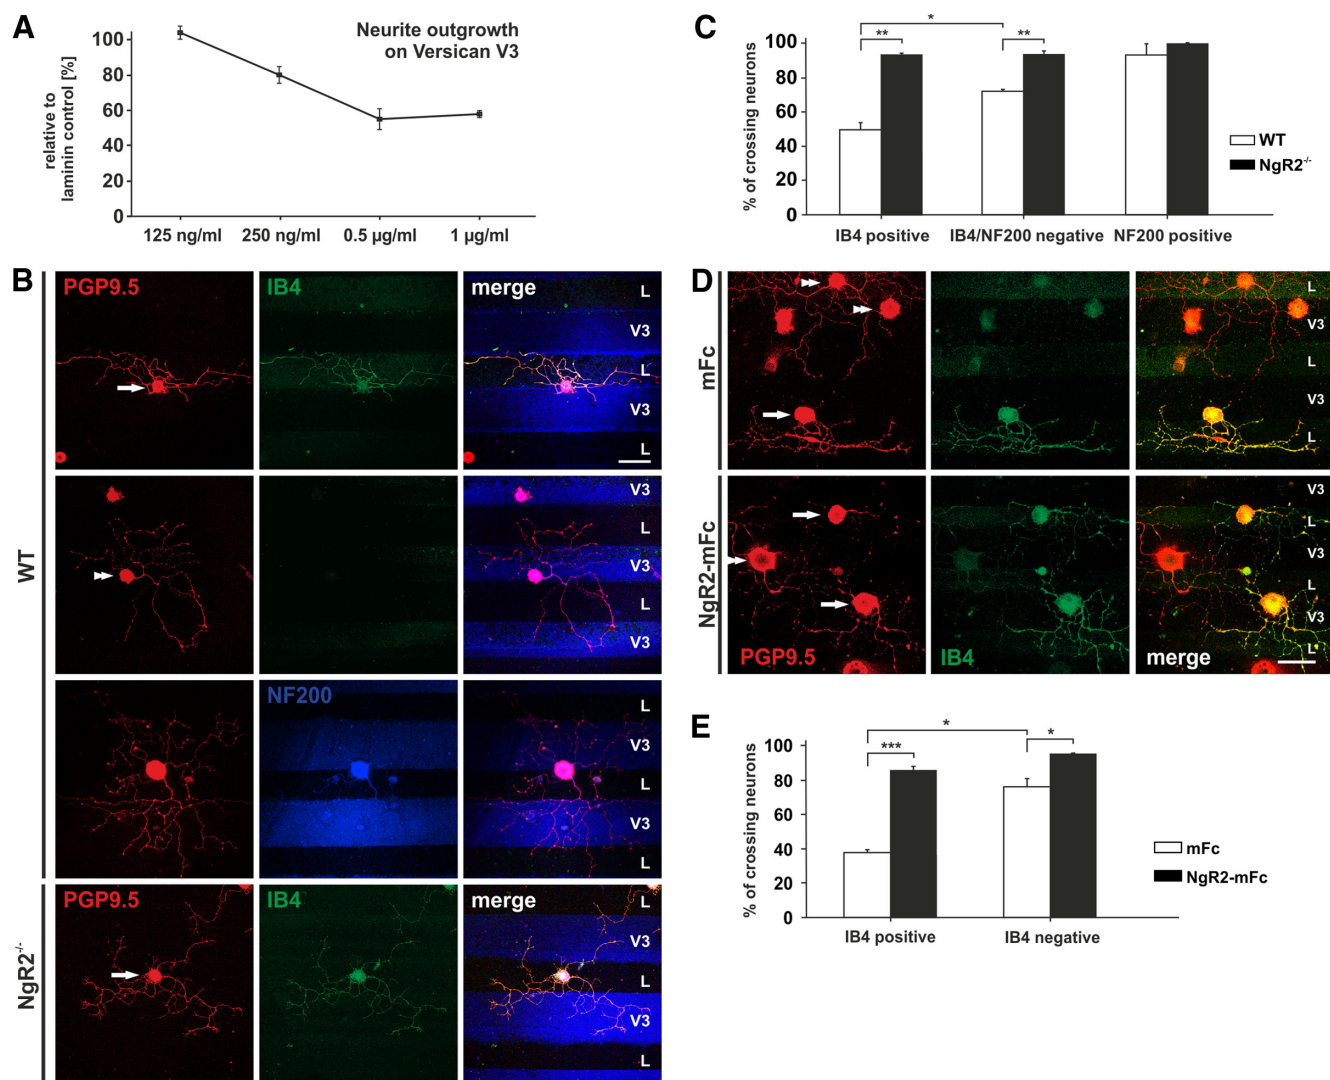 A
Neurite outgrowth
on Versican V3
relative to
laminin control [%]
100
80
60
40
20
0
125 ng/ml 250 ng/ml 0.5 µg/ml 1 µg/ml
C
% of crossing neurons
100
80
60
40
20
0
*
** **
WT
NgR2-/-
IB4 positive IB4/NF200 negative NF200 positive
B
WT
PGP9.5 IB4 merge
L
V3
L
V3
L
V3
L
V3
L
V3
NF200
L
V3
L
V3
L
NgR2-/-
PGP9.5 IB4 merge
L
V3
L
V3
L
D
mFc
L
V3
L
V3
L
NgR2-mFc
V3
L
V3
L
V3
L
PGP9.5 IB4 merge
E
% of crossing neurons
100
80
60
40
20
0
*
*** *
mFc
NgR2-mFc
IB4 positive IB4 negative